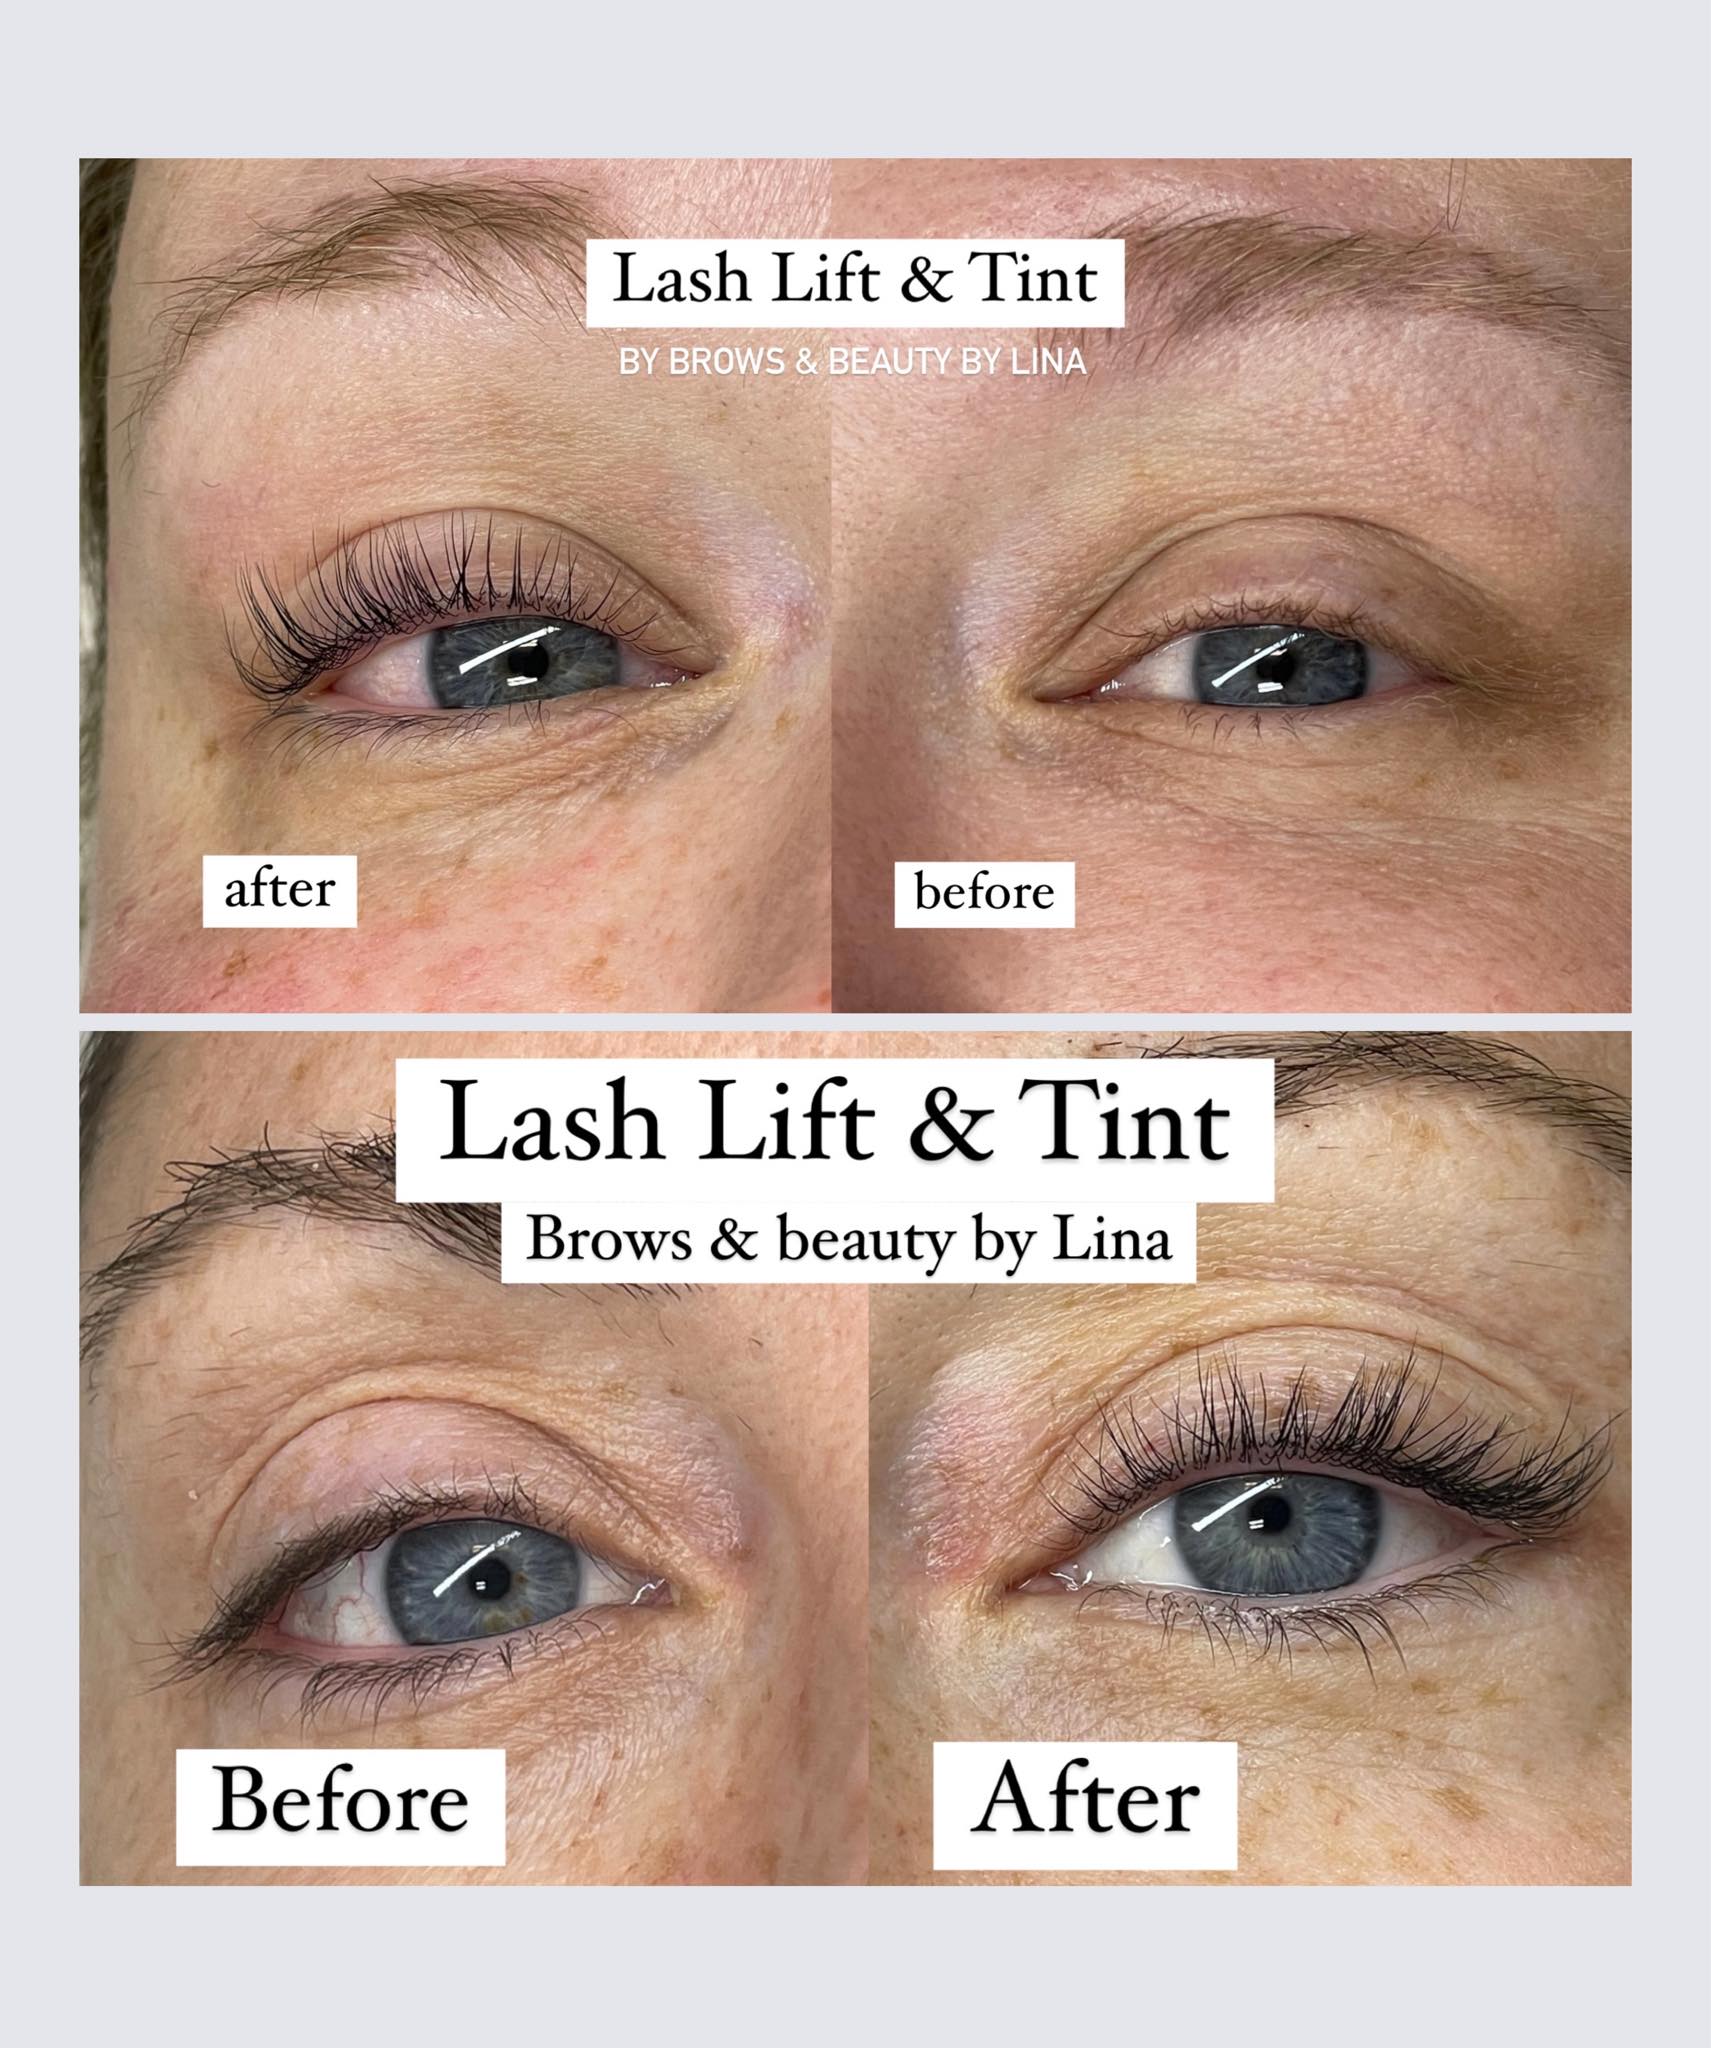 Lash Lift & Tint
BY BROWS & BEAUTY BY LINA
after
before
Lash Lift & Tint
Brows & beauty by Lina
Before
After